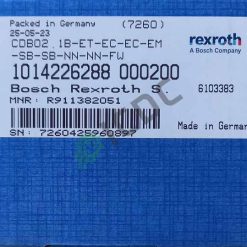 Packed in Germany (7260)
25-05-23
CDB02.1B-ET-EC-EC-EM
-SB-SB-NN-NN-FW
rexroth
A Bosch Company
1014226288 000200
Bosch Rexroth S. 6103383
MNR: R911382051
Made in Germany
SN: 7260425960897